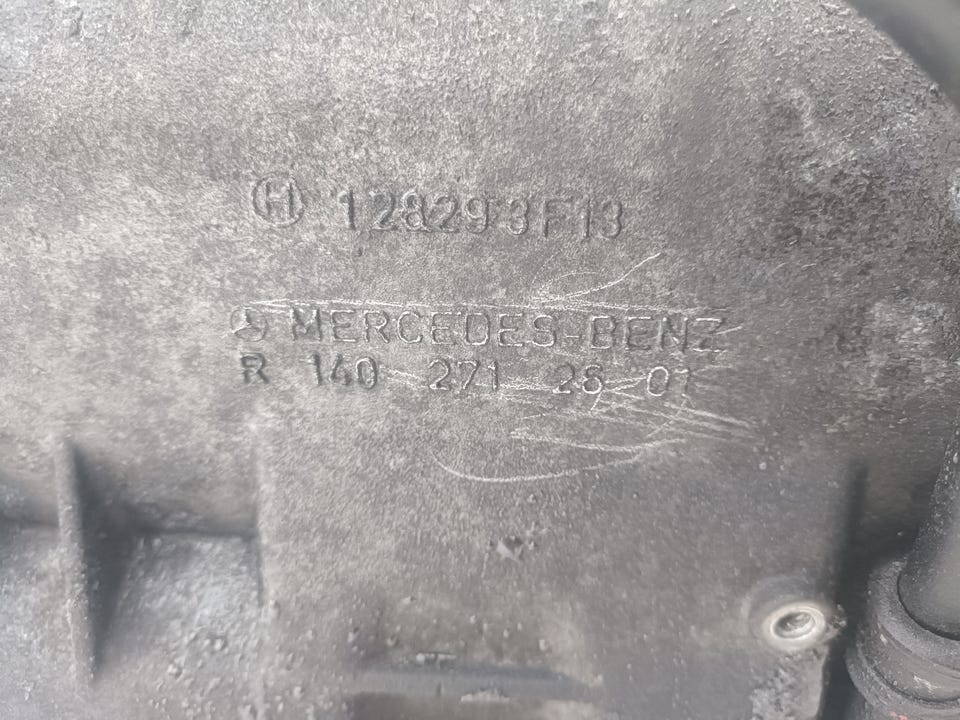 H 128293F13
MERCEDES-BENZ
R 140 271 26 01